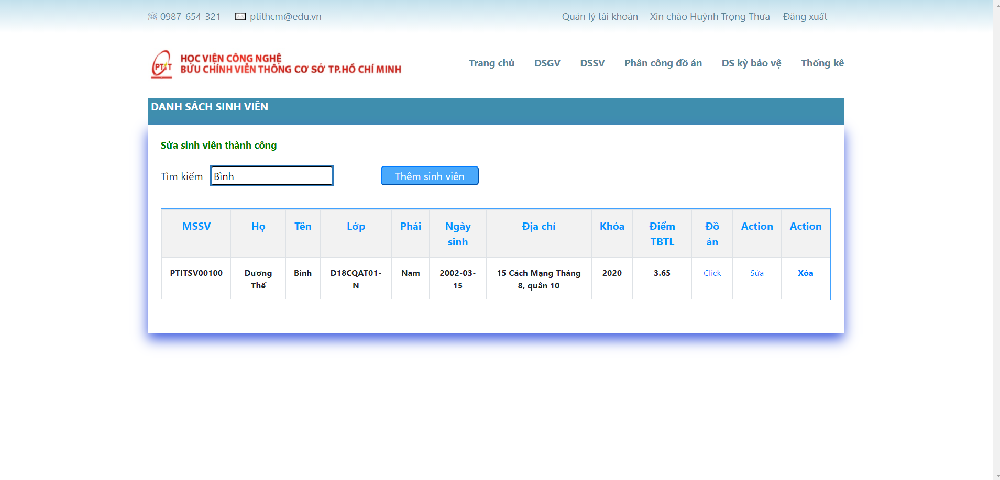 0987-654-321 ptithcm@edu.vn Quản lý tài khoản Xin chào Huỳnh Trọng Thưa Đăng xuất
HỌC VIỆN CÔNG NGHỆ
BƯU CHÍNH VIỄN THÔNG CƠ SỞ TP.HỒ CHÍ MINH
PTIT
Trang chủ DSGV DSSV Phân công đồ án DS kỳ bảo vệ Thống kê
DANH SÁCH SINH VIÊN
Sửa sinh viên thành công
Tìm kiếm Bình Thêm sinh viên
MSSV Họ Tên Lớp Phái Ngày Địa chỉ Khóa Điểm Đồ Action Action
sinh TBTL án
PTITSV00100 Dương Bình D18CQAT01- Nam 2002-03- 15 Cách Mạng Tháng 2020 3.65 Click Sửa Xóa
Thế N 15 8, quân 10